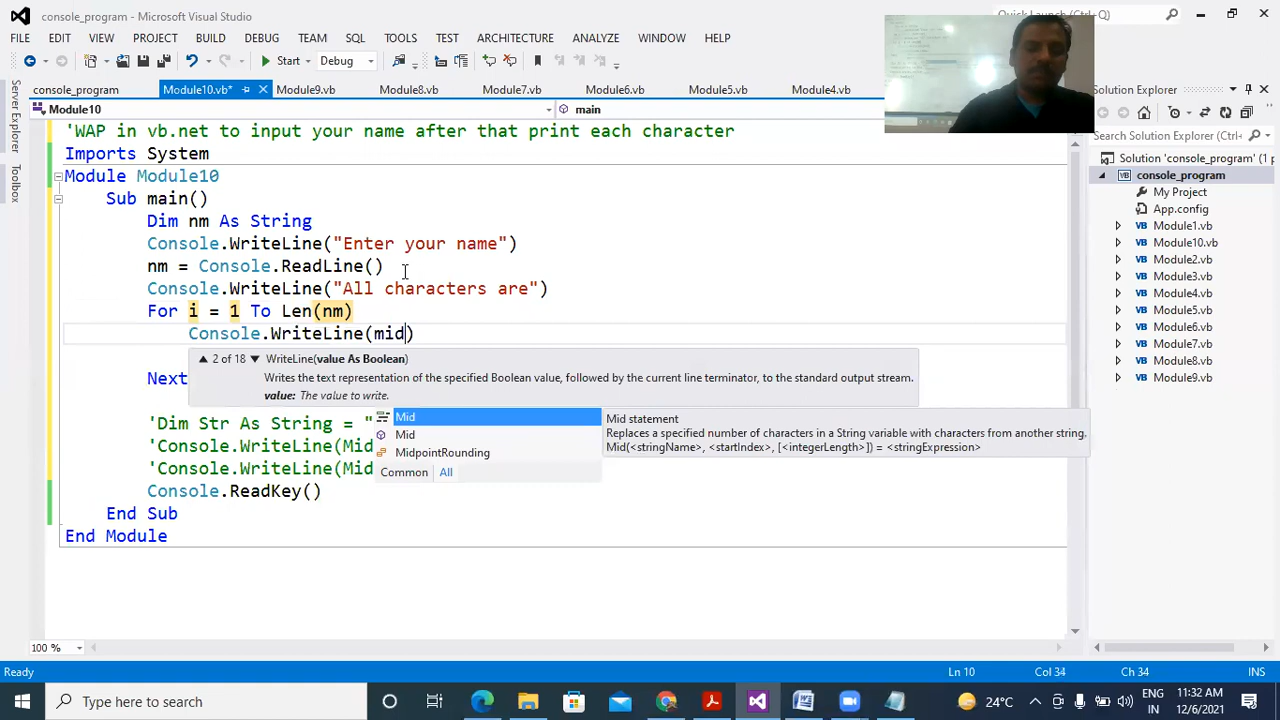 console_program - Microsoft Visual Studio
FILE EDIT VIEW PROJECT BUILD DEBUG TEAM TOOLS TEST ARCHITECTURE ANALYZE WINDOW HELP
Start Debug
console_program Module10.vb* Module9.vb Module8.vb Module7.vb Module6.vb Module5.vb Module4.vb
Module10 main
Server Explorer
Toolbox
'WAP in vb.net to input your name after that print each character
Imports System
Module Module10
Sub main()
Dim nm As String
Console.WriteLine("Enter your name")
nm = Console.ReadLine()
Console.WriteLine("All characters are")
For i = 1 To Len(nm)
Console.WriteLine(mid)
2 of 18 WriteLine(value As Boolean)
Writes the text representation of the specified Boolean value, followed by the current line terminator, to the standard output stream.
value: The value to write.
Next
Mid
Mid
MidpointRounding
Common All
Mid statement
Replaces a specified number of characters in a String variable with characters from another string.
Mid(<stringName>, <startIndex>, [<integerLength>]) = <stringExpression>
'Dim Str As String = "
'Console.WriteLine(Mid
'Console.WriteLine(Mid
Console.ReadKey()
End Sub
End Module
100 %
Solution Explorer
Search Solution Explorer
Solution 'console_program' (1 p
console_program
My Project
App.config
Module1.vb
Module10.vb
Module2.vb
Module3.vb
Module4.vb
Module5.vb
Module6.vb
Module7.vb
Module8.vb
Module9.vb
Ready Ln 10 Col 34 Ch 34 INS
Type here to search
24°C
ENG
IN
11:32 AM
12/6/2021